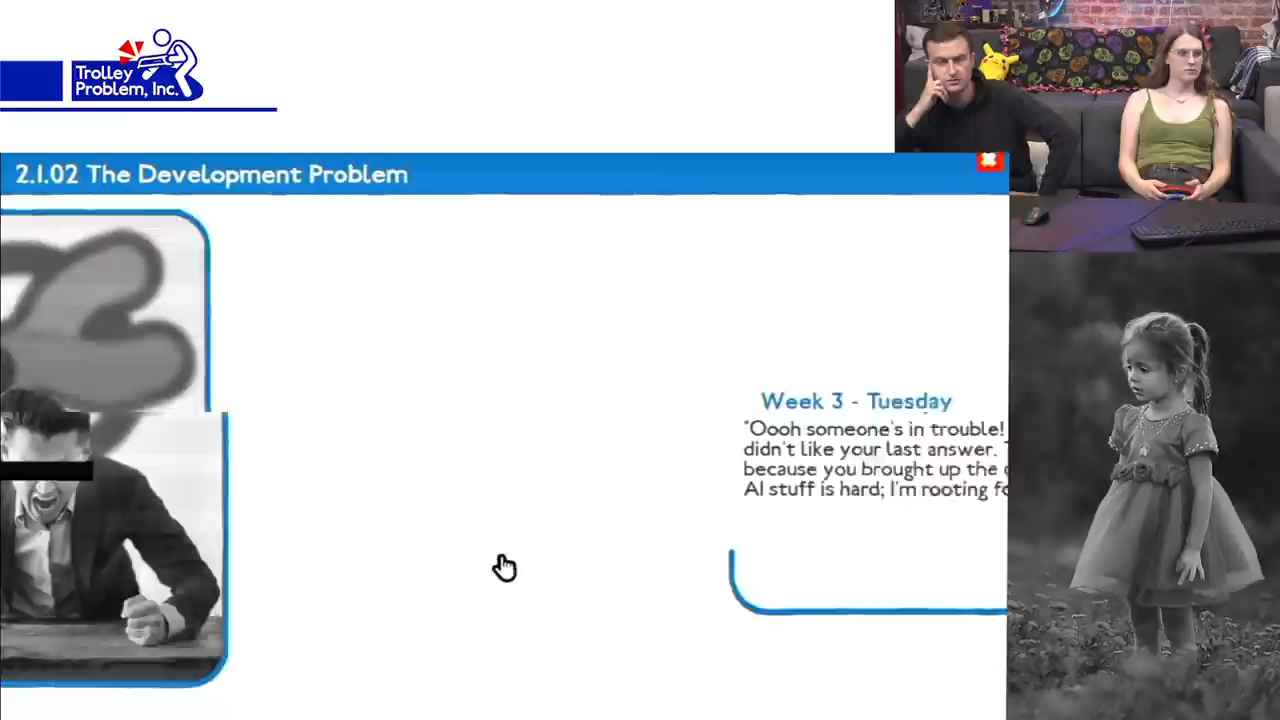 Trolley
Problem, Inc.
2.1.02 The Development Problem
Week 3 - Tuesday
"Oooh someone's in trouble!
didn't like your last answer.
because you brought up the
AI stuff is hard; I'm rooting